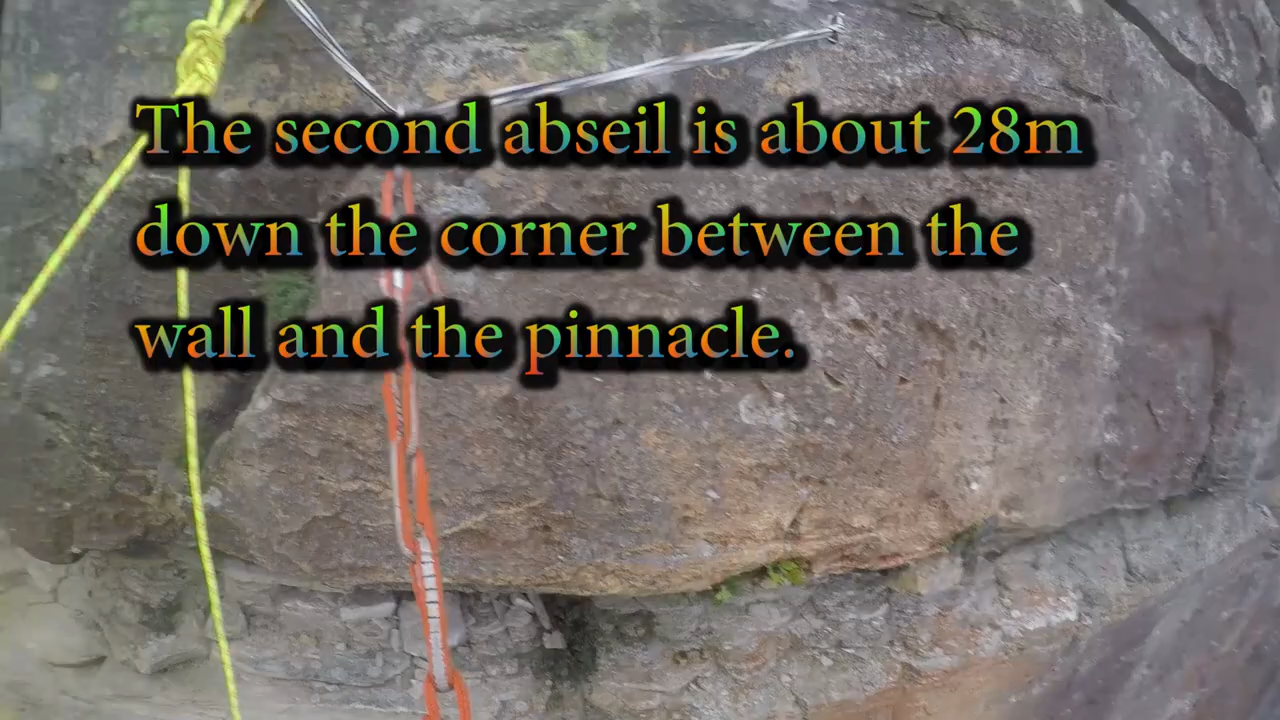 The second abseil is about 28m
down the corner between the
wall and the pinnacle.